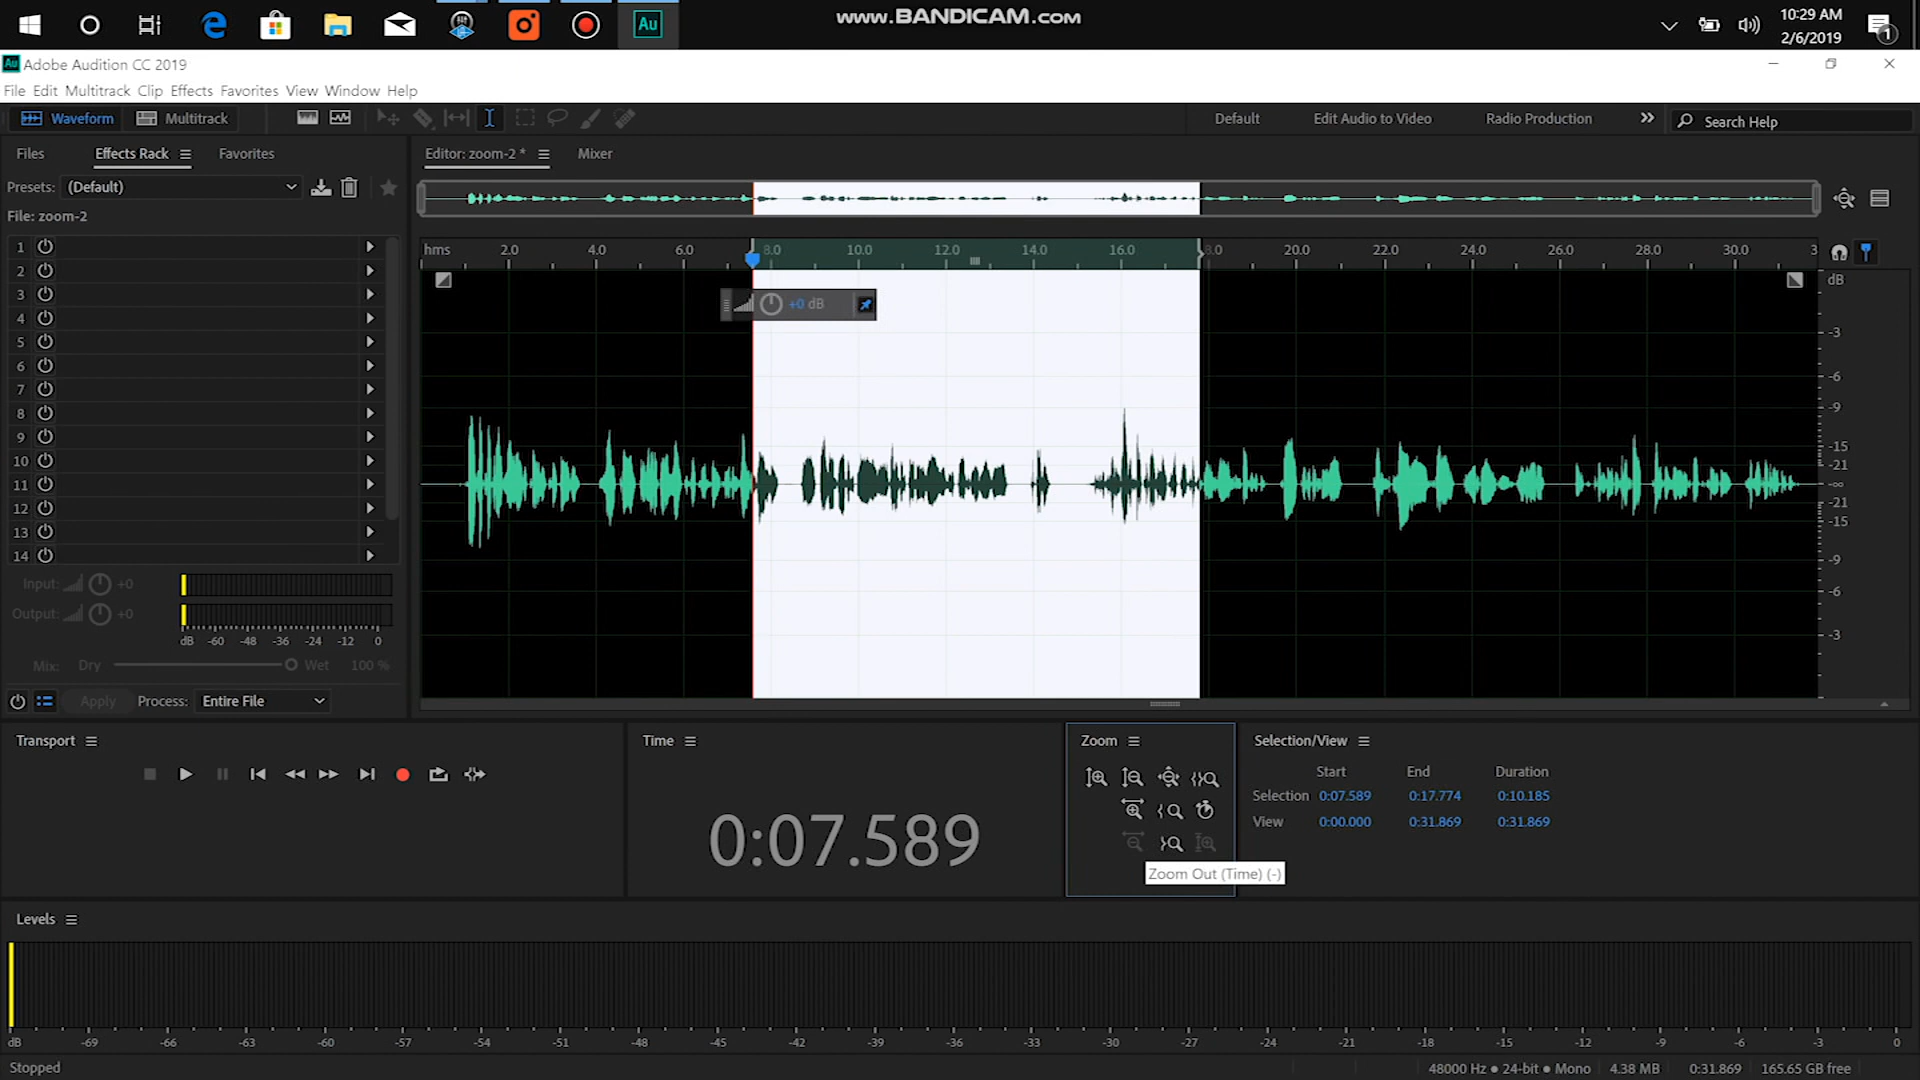 www.BANDICAM.com
10:29 AM
2/6/2019
1
Au
Au Adobe Audition CC 2019
File Edit Multitrack Clip Effects Favorites View Window Help
Waveform Multitrack Default Edit Audio to Video Radio Production Search Help
Files Effects Rack Favorites Editor: zoom-2 * Mixer
Presets: (Default)
File: zoom-2
hms 2.0 4.0 6.0 8.0 10.0 12.0 14.0 16.0 8.0 20.0 22.0 24.0 26.0 28.0 30.0 3
1
2
3
4
5
6
7
8
9
10
11
12
13
14
+0 dB
dB
-3
-6
-9
-15
-21
-∞
-21
-15
-9
-6
-3
Input: +0
Output: +0
dB -60 -48 -36 -24 -12 0
Mix: Dry Wet 100 %
Apply Process: Entire File
Transport Time Zoom Selection/View
Start End Duration
Selection 0:07.589 0:17.774 0:10.185
View 0:00.000 0:31.869 0:31.869
0:07.589
Zoom Out (Time) (-)
Levels
dB -69 -66 -63 -60 -57 -54 -51 -48 -45 -42 -39 -36 -33 -30 -27 -24 -21 -18 -15 -12 -9 -6 -3 0
Stopped 48000 Hz • 24-bit • Mono 4.38 MB 0:31.869 165.65 GB free